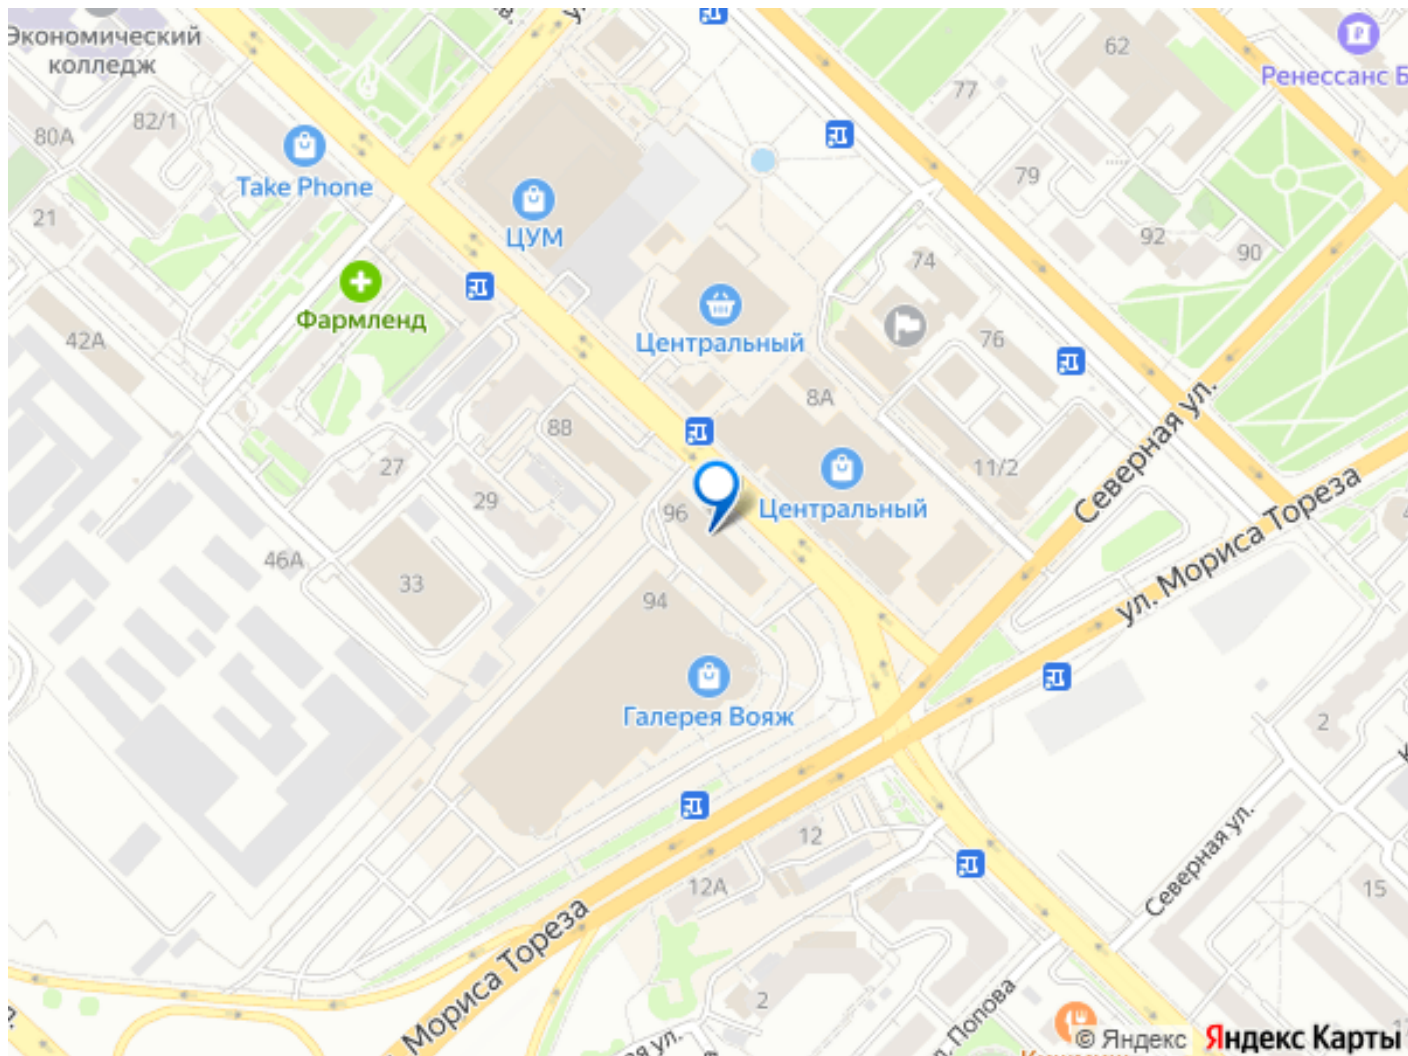 Экономический
колледж
62
Ренессанс Б
82/1
80А
77
Take Phone
79
ЦУМ
21
92
90
74
Фармленд
42А
Центральный
76
8А
88
27
11/2
29
96
Центральный
Северная ул.
46А
33
94
ул. Мориса Тореза
Галерея Вояж
2
12
12А
Северная ул.
15
Мориса Тореза
2
Попова
© Яндекс
Яндекс Карты